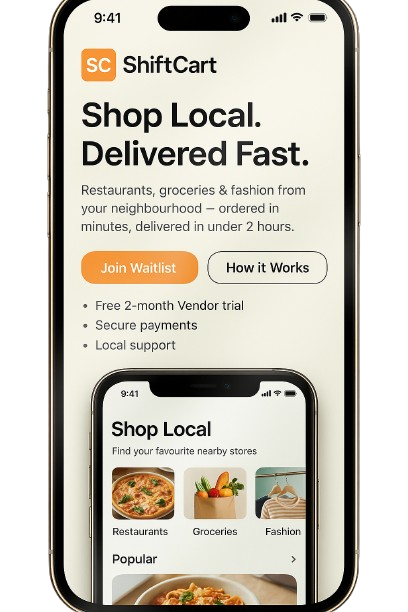 9:41
SC ShiftCart
Shop Local.
Delivered Fast.
Restaurants, groceries & fashion from
your neighbourhood – ordered in
minutes, delivered in under 2 hours.
Join Waitlist
How it Works
• Free 2-month Vendor trial
• Secure payments
• Local support
9:41
Shop Local
Find your favourite nearby stores
Restaurants
Groceries
Fashion
Popular >